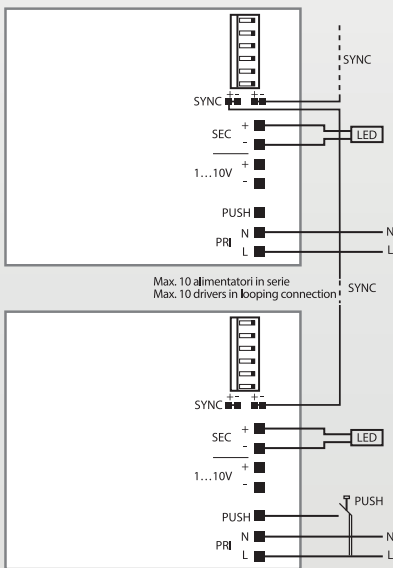 SYNC
+ - + -
SYNC
+
SEC
-
LED
+
1...10V
-
PUSH
N
PRI
L
N
L
Max. 10 alimentatori in serie
Max. 10 drivers in looping connection
SYNC
+ - + -
SYNC
+
SEC
-
LED
+
1...10V
-
PUSH
PUSH
N
PRI
L
N
L